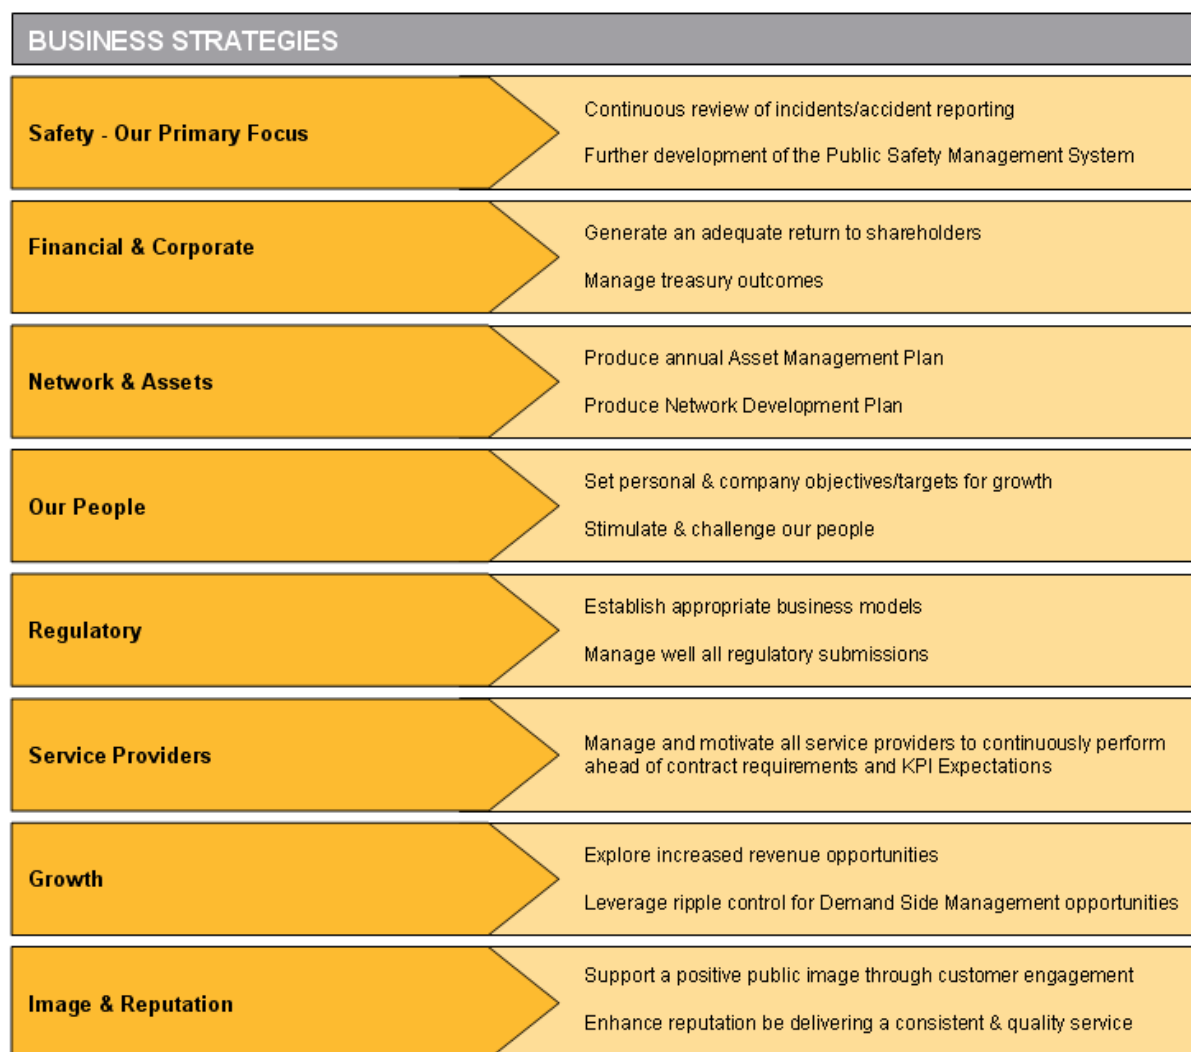 BUSINESS STRATEGIES
Safety - Our Primary Focus
Continuous review of incidents/accident reporting
Further development of the Public Safety Management System
Financial & Corporate
Generate an adequate return to shareholders
Manage treasury outcomes
Network & Assets
Produce annual Asset Management Plan
Produce Network Development Plan
Our People
Set personal & company objectives/targets for growth
Stimulate & challenge our people
Regulatory
Establish appropriate business models
Manage well all regulatory submissions
Service Providers
Manage and motivate all service providers to continuously perform
ahead of contract requirements and KPI Expectations
Growth
Explore increased revenue opportunities
Leverage ripple control for Demand Side Management opportunities
Image & Reputation
Support a positive public image through customer engagement
Enhance reputation be delivering a consistent & quality service